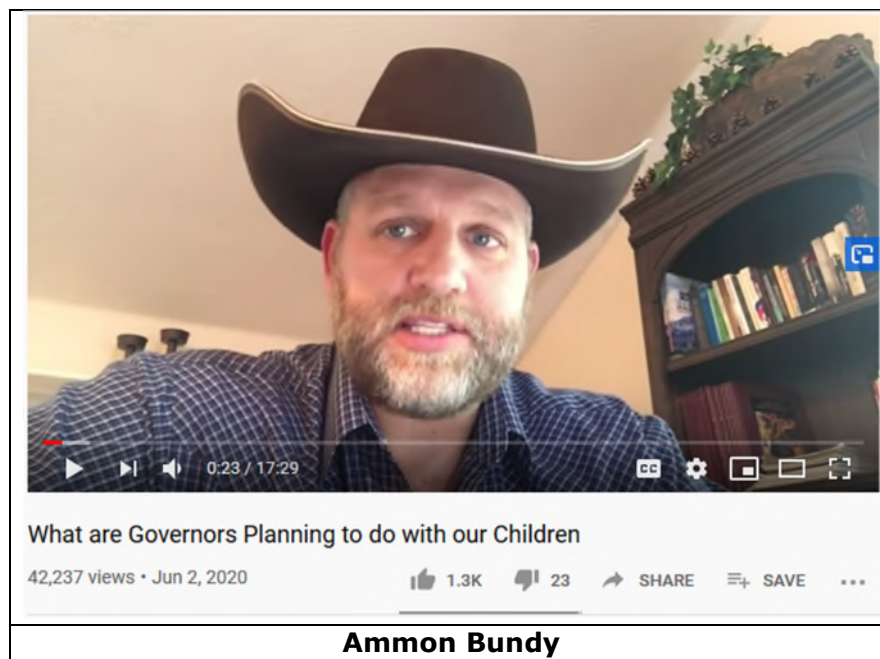 0:23 / 17:29
CC
What are Governors Planning to do with our Children
42,237 views • Jun 2, 2020
1.3K 23 SHARE SAVE
Ammon Bundy